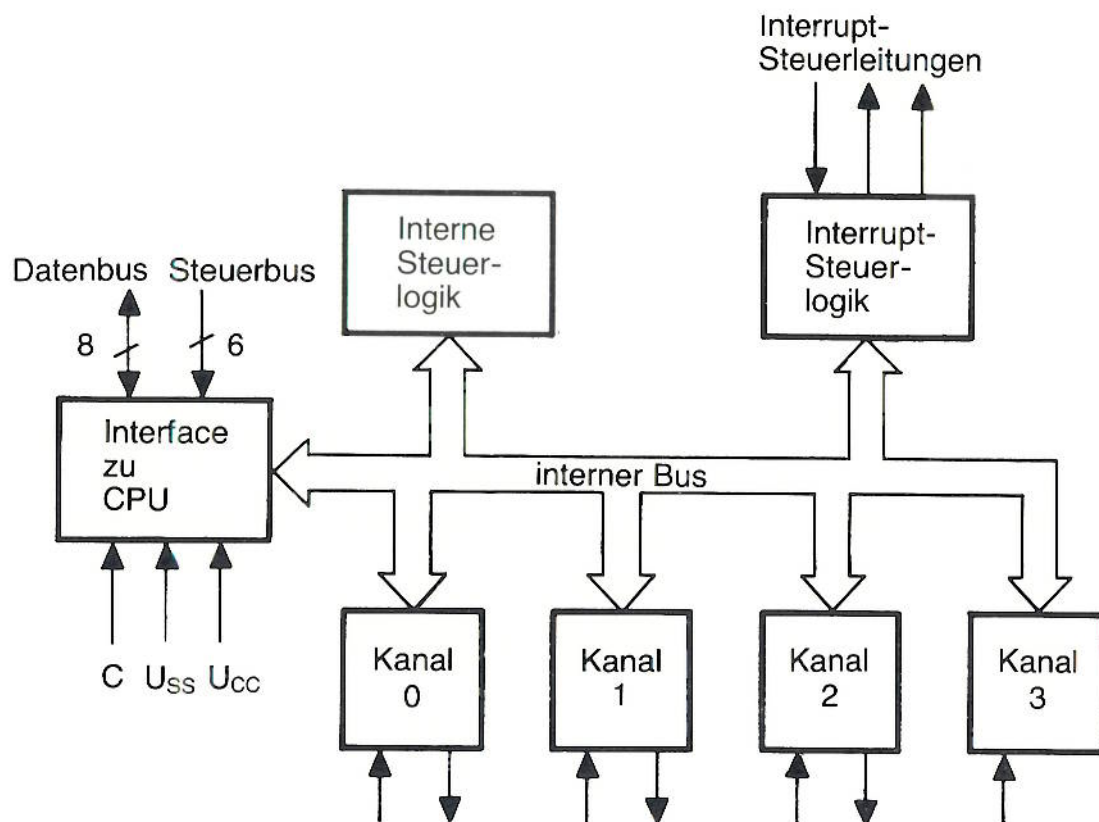 Interrupt-
Steuerleitungen
Interne
Steuer-
logik
Interrupt-
Steuer-
logik
Datenbus
Steuerbus
8
6
Interface
zu
CPU
interner Bus
C
USS
UCC
Kanal
0
Kanal
1
Kanal
2
Kanal
3